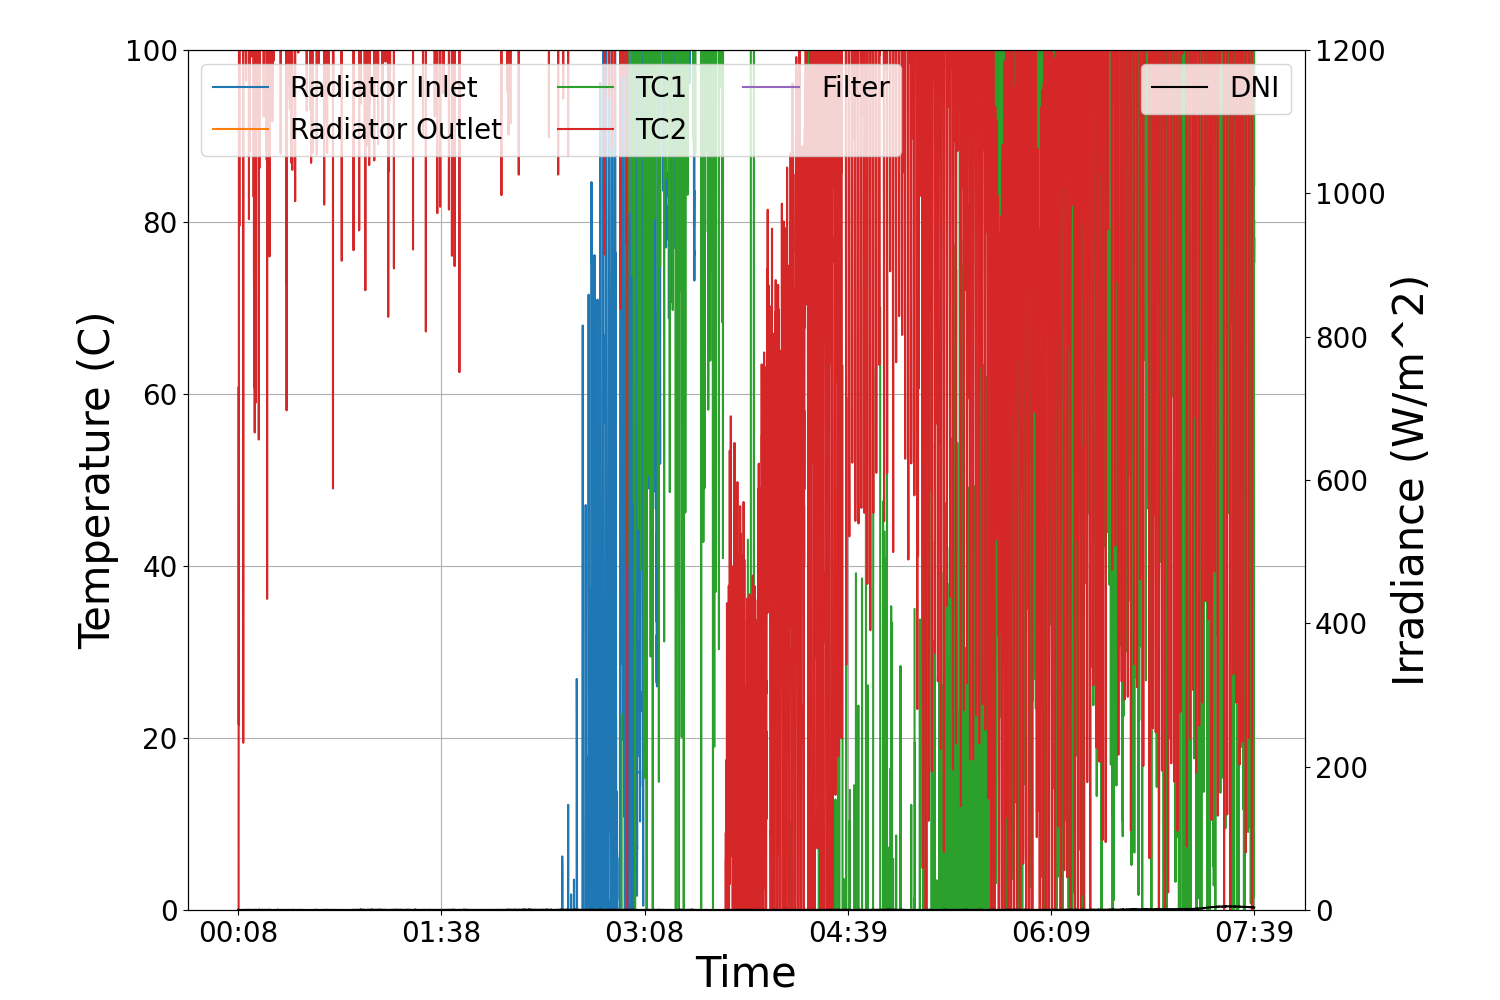 100
80
60
40
20
0
Temperature (C)
Radiator Inlet
Radiator Outlet
TC1
TC2
Filter
DNI
1200
1000
800
600
400
200
0
Irradiance (W/m^2)
00:08
01:38
03:08
04:39
06:09
07:39
Time